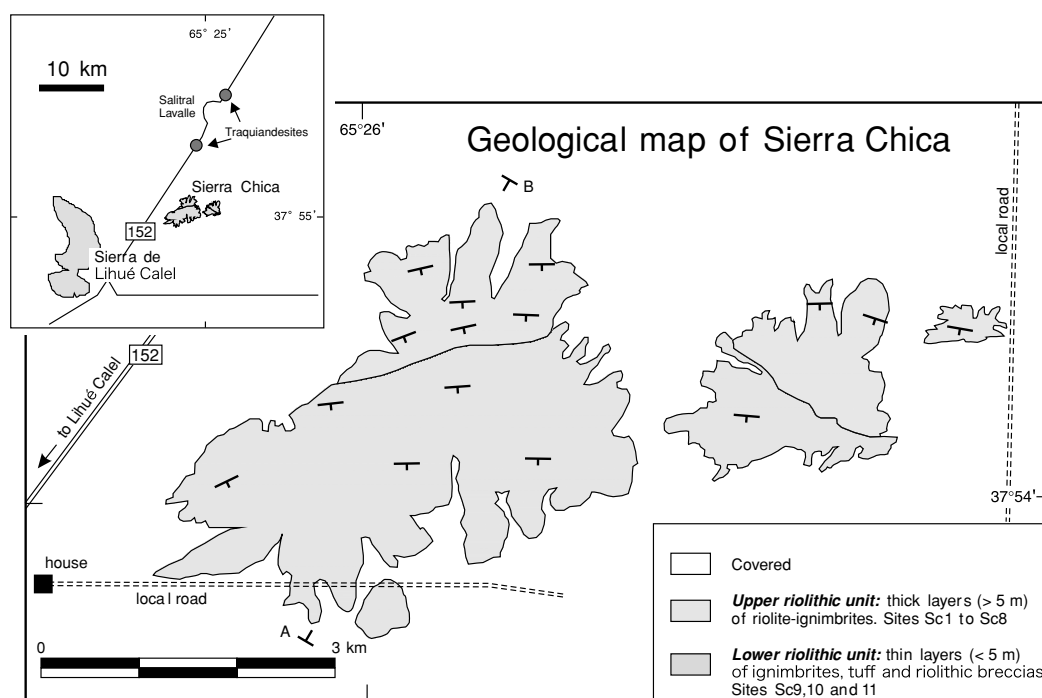 65° 25'
10 km
Salitral
Lavalle
Traquiandesites
Sierra Chica
37° 55'
152
Sierra de
Lihué Calel
65°26'
Geological map of Sierra Chica
B
local road
152
to Lihué Calel
37°54'
house
local road
A
0
3 km
Covered
Upper riolithic unit: thick layers (> 5 m)
of riolite-ignimbrites. Sites Sc1 to Sc8
Lower riolithic unit: thin layers (< 5 m)
of ignimbrites, tuff and riolithic breccias
Sites Sc9,10 and 11